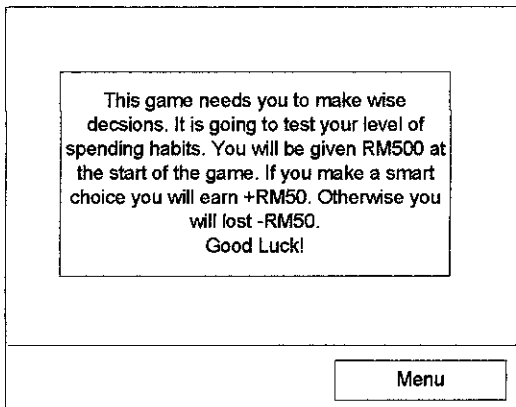 This game needs you to make wise
decsions. It is going to test your level of
spending habits. You will be given RM500 at
the start of the game. If you make a smart
choice you will earn +RM50. Otherwise you
will lost -RM50.
Good Luck!
Menu